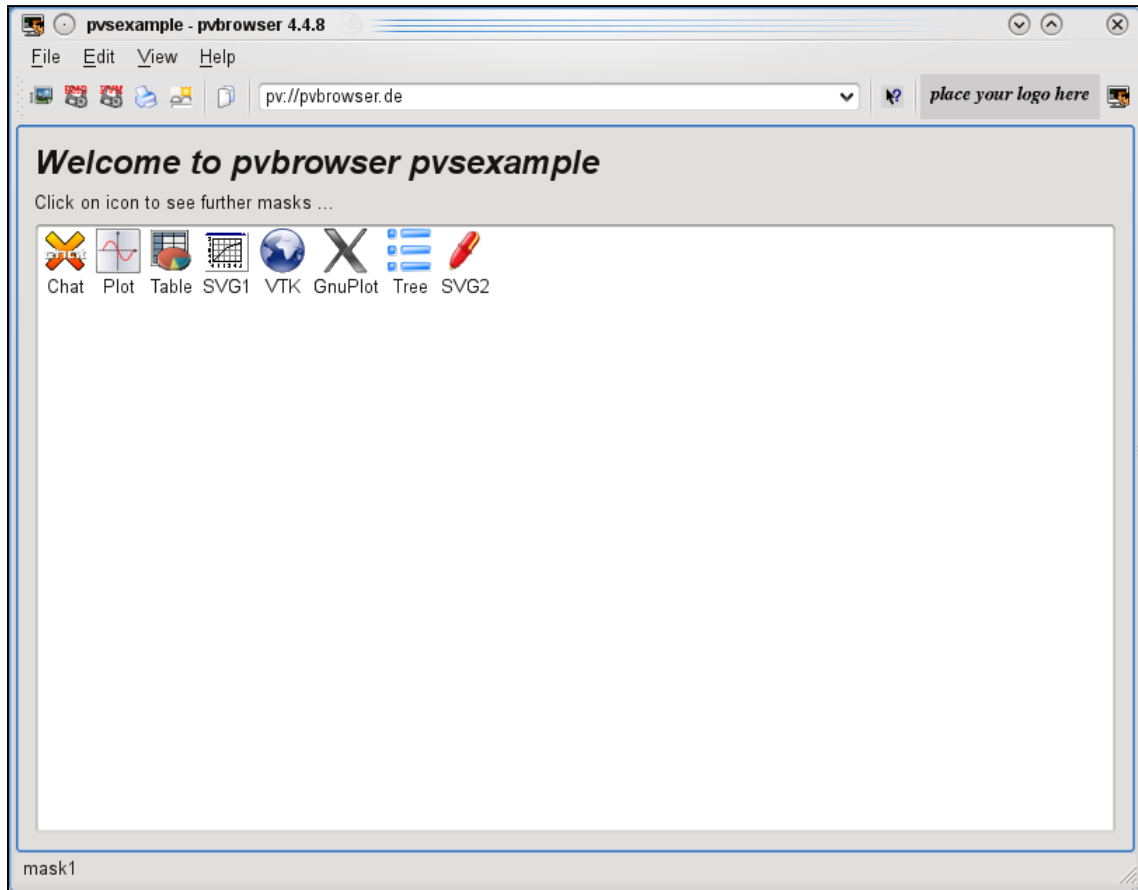 pvsexample - pvbrowser 4.4.8
File Edit View Help
pv://pvbrowser.de
place your logo here
Welcome to pvbrowser pvsexample
Click on icon to see further masks ...
Chat Plot Table SVG1 VTK GnuPlot Tree SVG2
mask1